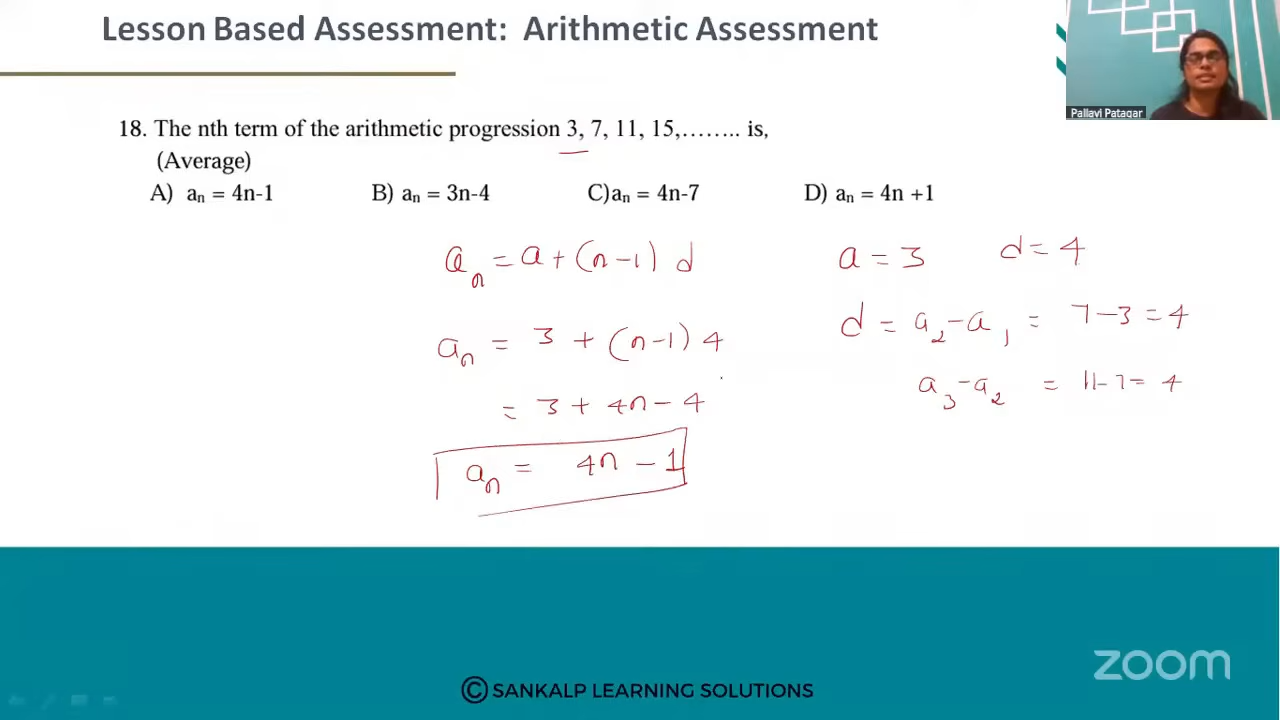 Lesson Based Assessment: Arithmetic Assessment
Pallavi Patagar
18. The nth term of the arithmetic progression 3, 7, 11, 15,…….. is,
(Average)
A) aₙ = 4n-1 B) aₙ = 3n-4 C)aₙ = 4n-7 D) aₙ = 4n +1
aₙ = a + (n-1) d
a = 3 d = 4
aₙ = 3 + (n-1) 4
d = a₂ - a₁ = 7-3 = 4
= 3 + 4n - 4
a₃ - a₂ = 11-7 = 4
aₙ = 4n - 1
zoom
© SANKALP LEARNING SOLUTIONS